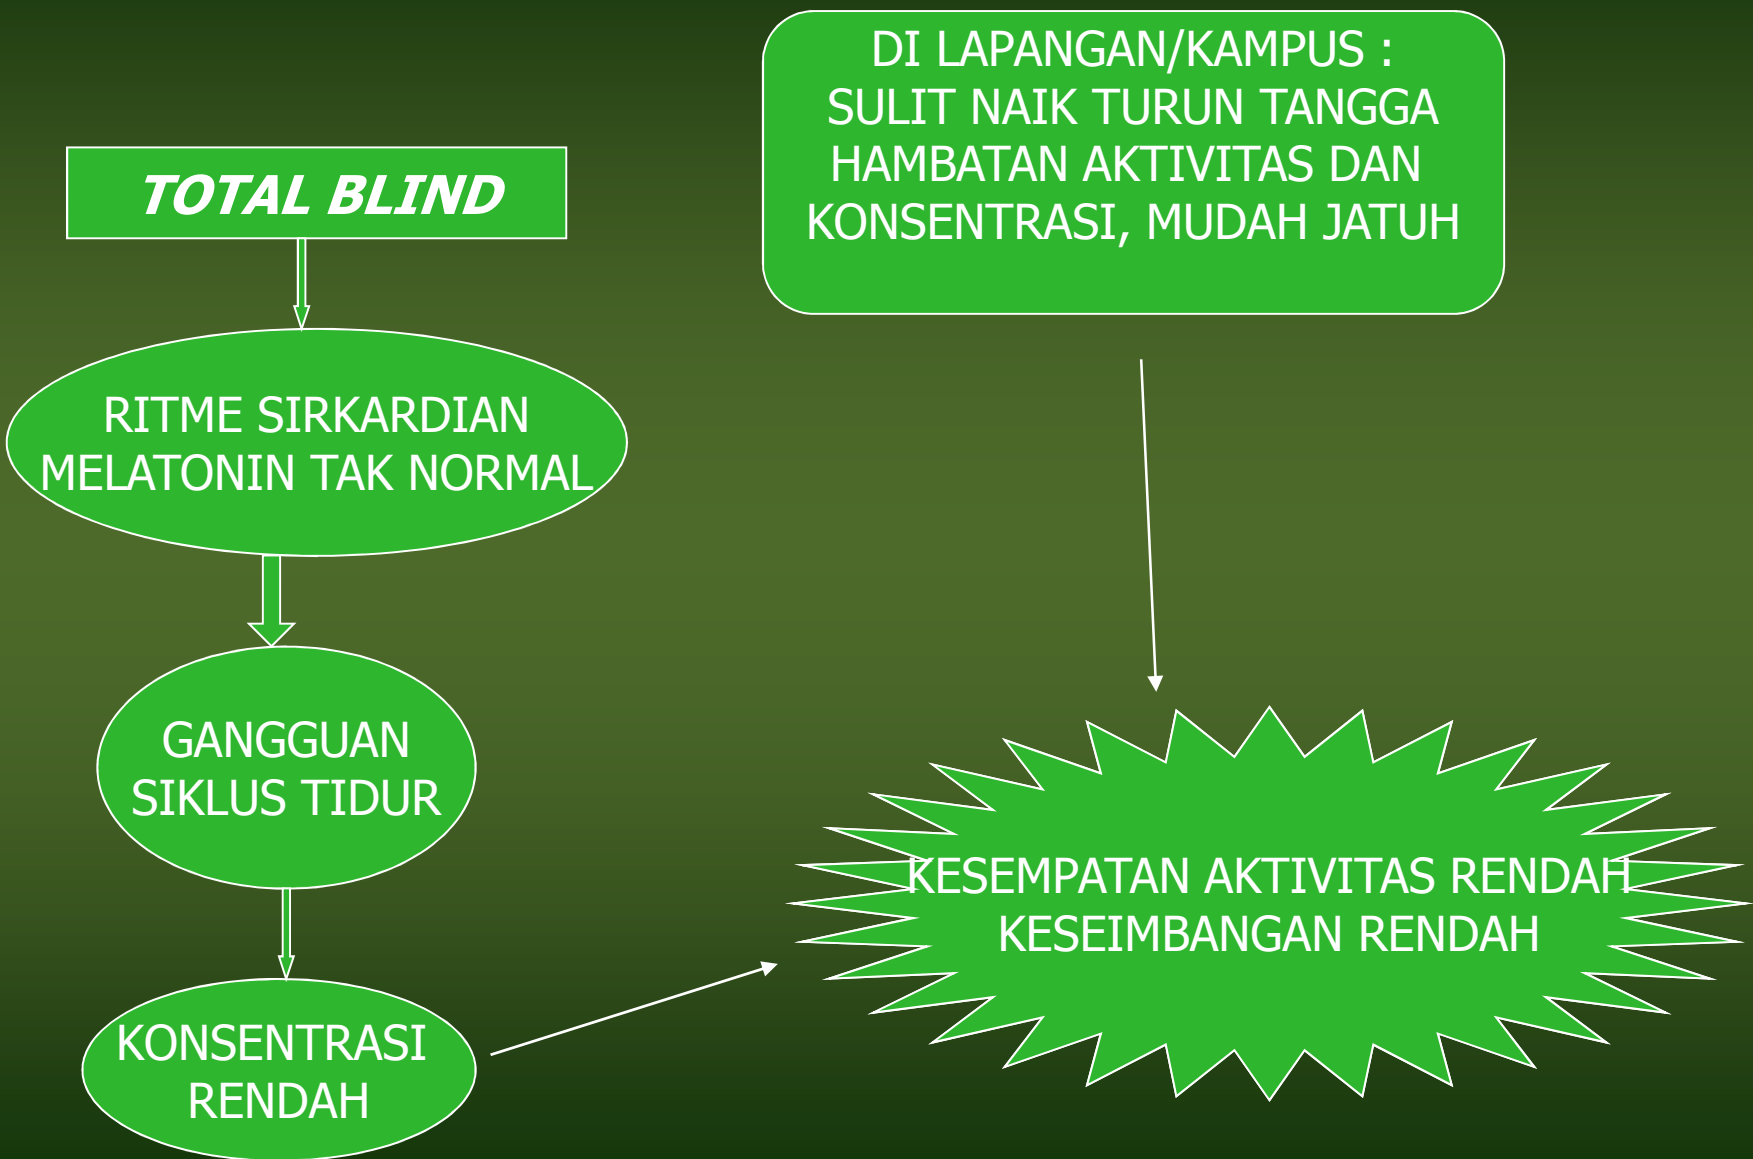 DI LAPANGAN/KAMPUS :
SULIT NAIK TURUN TANGGA
HAMBATAN AKTIVITAS DAN
KONSENTRASI, MUDAH JATUH
TOTAL BLIND
RITME SIRKARDIAN
MELATONIN TAK NORMAL
GANGGUAN
SIKLUS TIDUR
KESEMPATAN AKTIVITAS RENDAH
KESEIMBANGAN RENDAH
KONSENTRASI
RENDAH